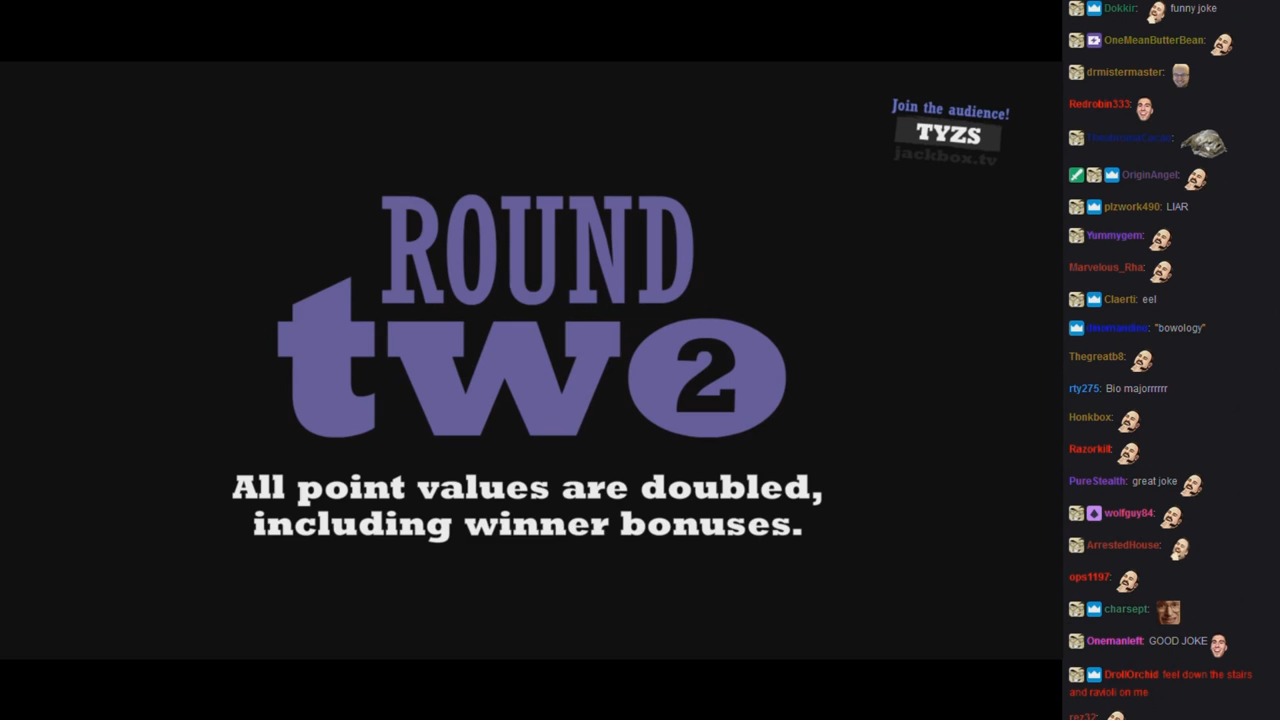 Join the audience!
TYZS
jackbox.tv
ROUND
two
2
All point values are doubled,
including winner bonuses.
Dokkir: funny joke
OneMeanButterBean:
drmistermaster:
Redrobin333:
OriginAngel:
plzwork490: LIAR
Yummygem:
Marvelous_Rha:
Claerti: eel
"bowology"
Thegreatb8:
rty275: Bio majorrrrrr
Honkbox:
Razorkilt:
PureStealth: great joke
wolfguy84:
ArrestedHouse:
ops1197:
charsept:
Onemanleft: GOOD JOKE
DrollOrchid feel down the stairs
and ravioli on me
rez32: